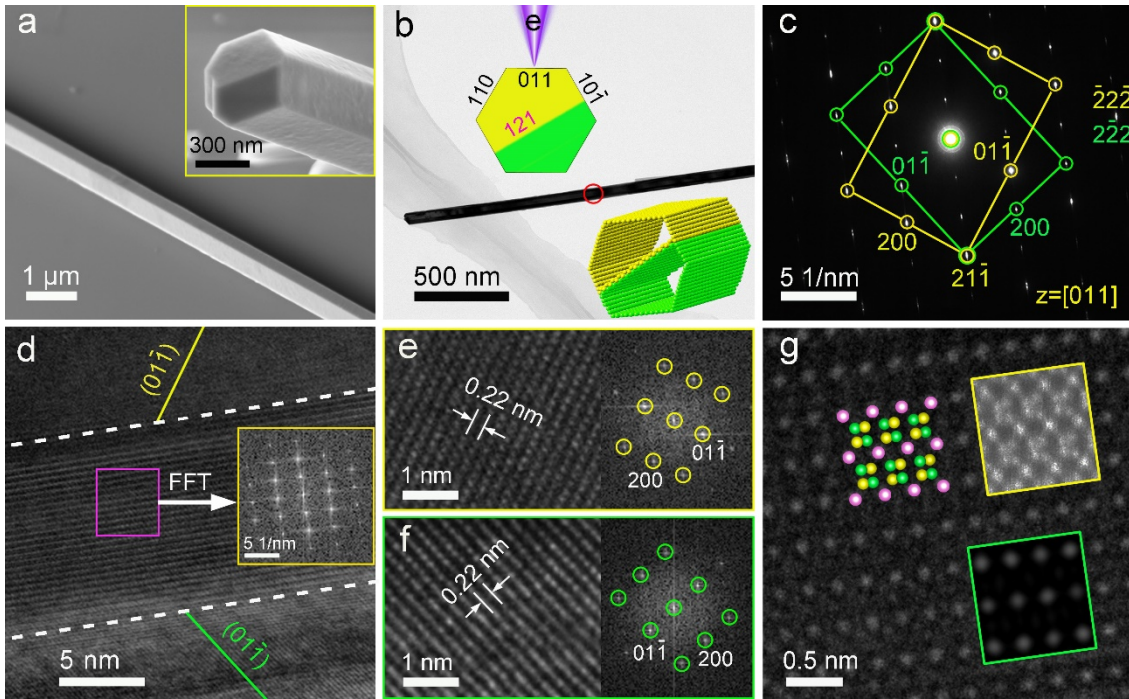 a
300 nm
1 μm
b
e
011
110
101̄
121
500 nm
c
2̄22̄
22̄2
011̄
011̄
200
200
211̄
5 1/nm
z=[011]
d
(011̄)
FFT
5 1/nm
(011̄)
5 nm
e
0.22 nm
011̄
200
1 nm
f
0.22 nm
011̄
200
1 nm
g
0.5 nm